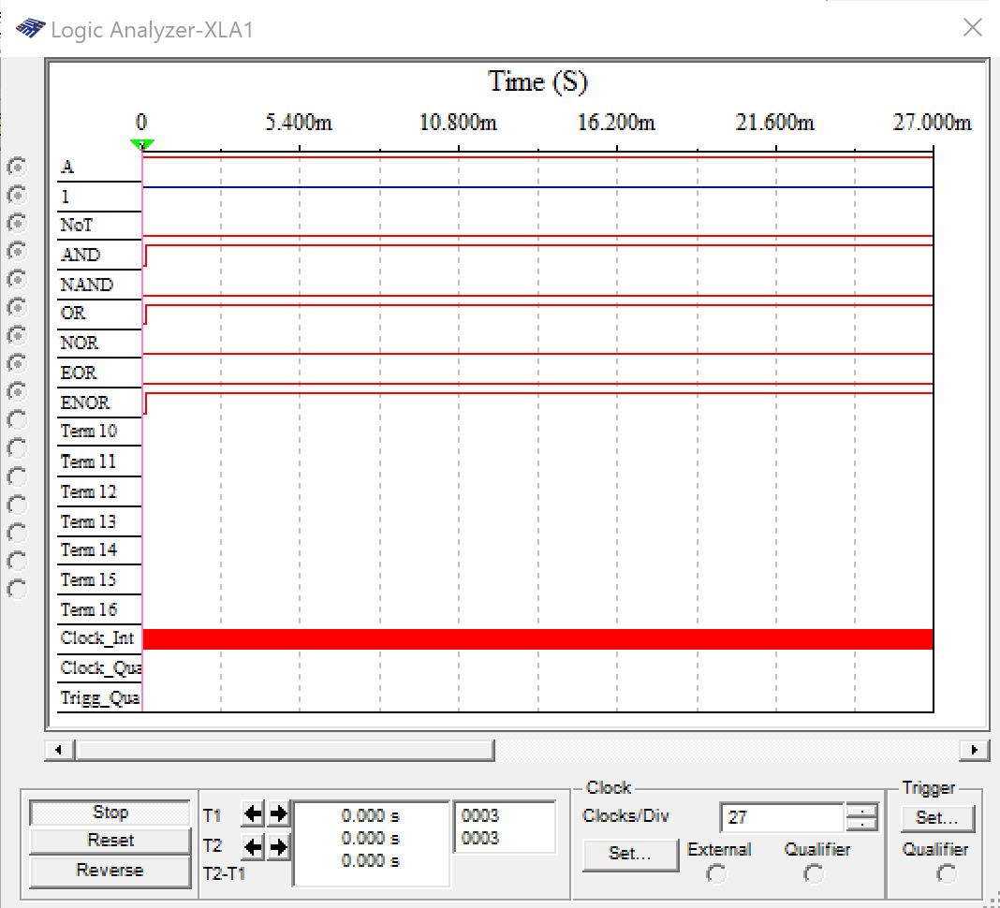 Logic Analyzer-XLA1
Time (S)
0 5.400m 10.800m 16.200m 21.600m 27.000m
A
1
NoT
AND
NAND
OR
NOR
EOR
ENOR
Term 10
Term 11
Term 12
Term 13
Term 14
Term 15
Term 16
Clock_Int
Clock_Qua
Trigg_Qua
Stop
Reset
Reverse
T1 0.000 s 0003
T2 0.000 s 0003
T2-T1 0.000 s
Clock
Clocks/Div 27
Set... External Qualifier
Trigger
Set...
Qualifier